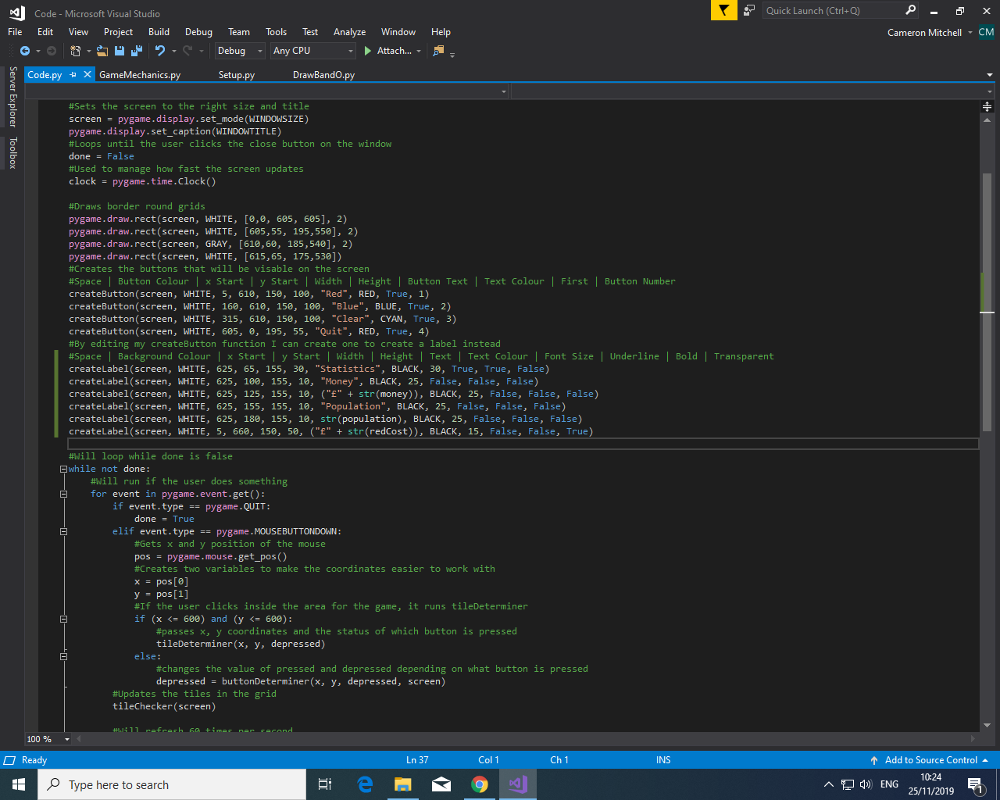 Code - Microsoft Visual Studio
Quick Launch (Ctrl+Q)
File Edit View Project Build Debug Team Tools Test Analyze Window Help
Cameron Mitchell CM
Debug Any CPU Attach...
Code.py GameMechanics.py Setup.py DrawBandO.py
Server Explorer
Toolbox
#Sets the screen to the right size and title
screen = pygame.display.set_mode(WINDOWSIZE)
pygame.display.set_caption(WINDOWTITLE)
#Loops until the user clicks the close button on the window
done = False
#Used to manage how fast the screen updates
clock = pygame.time.Clock()
#Draws border round grids
pygame.draw.rect(screen, WHITE, [0,0, 605, 605], 2)
pygame.draw.rect(screen, WHITE, [605,55, 195,550], 2)
pygame.draw.rect(screen, GRAY, [610,60, 185,540], 2)
pygame.draw.rect(screen, WHITE, [615,65, 175,530])
#Creates the buttons that will be visable on the screen
#Space | Button Colour | x Start | y Start | Width | Height | Button Text | Text Colour | First | Button Number
createButton(screen, WHITE, 5, 610, 150, 100, "Red", RED, True, 1)
createButton(screen, WHITE, 160, 610, 150, 100, "Blue", BLUE, True, 2)
createButton(screen, WHITE, 315, 610, 150, 100, "Clear", CYAN, True, 3)
createButton(screen, WHITE, 605, 0, 195, 55, "Quit", RED, True, 4)
#By editing my createButton function I can create one to create a label instead
#Space | Background Colour | x Start | y Start | Width | Height | Text | Text Colour | Font Size | Underline | Bold | Transparent
createLabel(screen, WHITE, 625, 65, 155, 30, "Statistics", BLACK, 30, True, True, False)
createLabel(screen, WHITE, 625, 100, 155, 10, "Money", BLACK, 25, False, False, False)
createLabel(screen, WHITE, 625, 125, 155, 10, ("£" + str(money)), BLACK, 25, False, False, False)
createLabel(screen, WHITE, 625, 155, 155, 10, "Population", BLACK, 25, False, False, False)
createLabel(screen, WHITE, 625, 180, 155, 10, str(population), BLACK, 25, False, False, False)
createLabel(screen, WHITE, 5, 660, 150, 50, ("£" + str(redCost)), BLACK, 15, False, False, True)
#Will loop while done is false
while not done:
#Will run if the user does something
for event in pygame.event.get():
if event.type == pygame.QUIT:
done = True
elif event.type == pygame.MOUSEBUTTONDOWN:
#Gets x and y position of the mouse
pos = pygame.mouse.get_pos()
#Creates two variables to make the coordinates easier to work with
x = pos[0]
y = pos[1]
#If the user clicks inside the area for the game, it runs tileDeterminer
if (x <= 600) and (y <= 600):
#passes x, y coordinates and the status of which button is pressed
tileDeterminer(x, y, depressed)
else:
#changes the value of pressed and depressed depending on what button is pressed
depressed = buttonDeterminer(x, y, depressed, screen)
#Updates the tiles in the grid
tileChecker(screen)
#Will refresh 60 times per second
100 %
Ready Ln 37 Col 1 Ch 1 INS Add to Source Control
Type here to search
ENG
10:24
25/11/2019
1